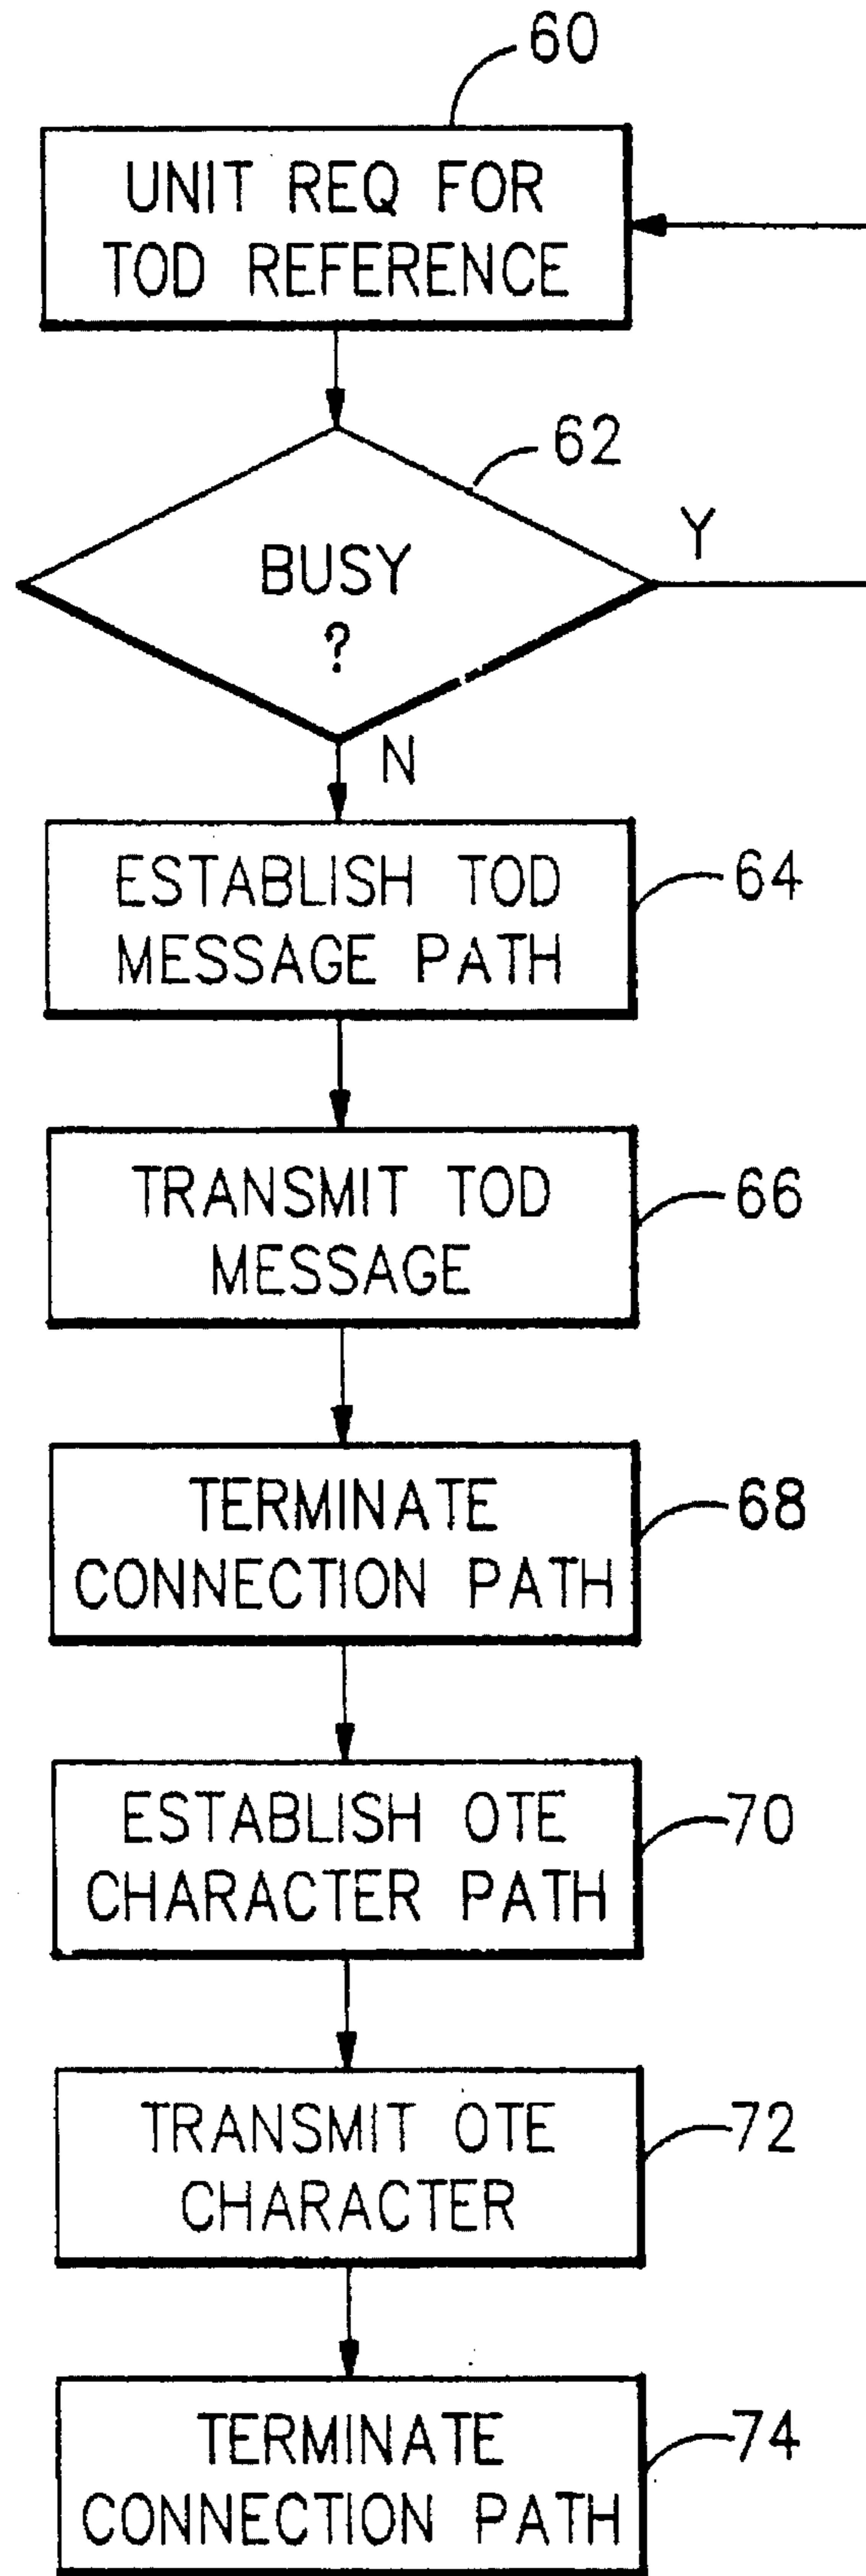 60
UNIT REQ FOR
TOD REFERENCE
62
BUSY
?
Y
N
ESTABLISH TOD
MESSAGE PATH
64
TRANSMIT TOD
MESSAGE
66
TERMINATE
CONNECTION PATH
68
ESTABLISH OTE
CHARACTER PATH
70
TRANSMIT OTE
CHARACTER
72
TERMINATE
CONNECTION PATH
74